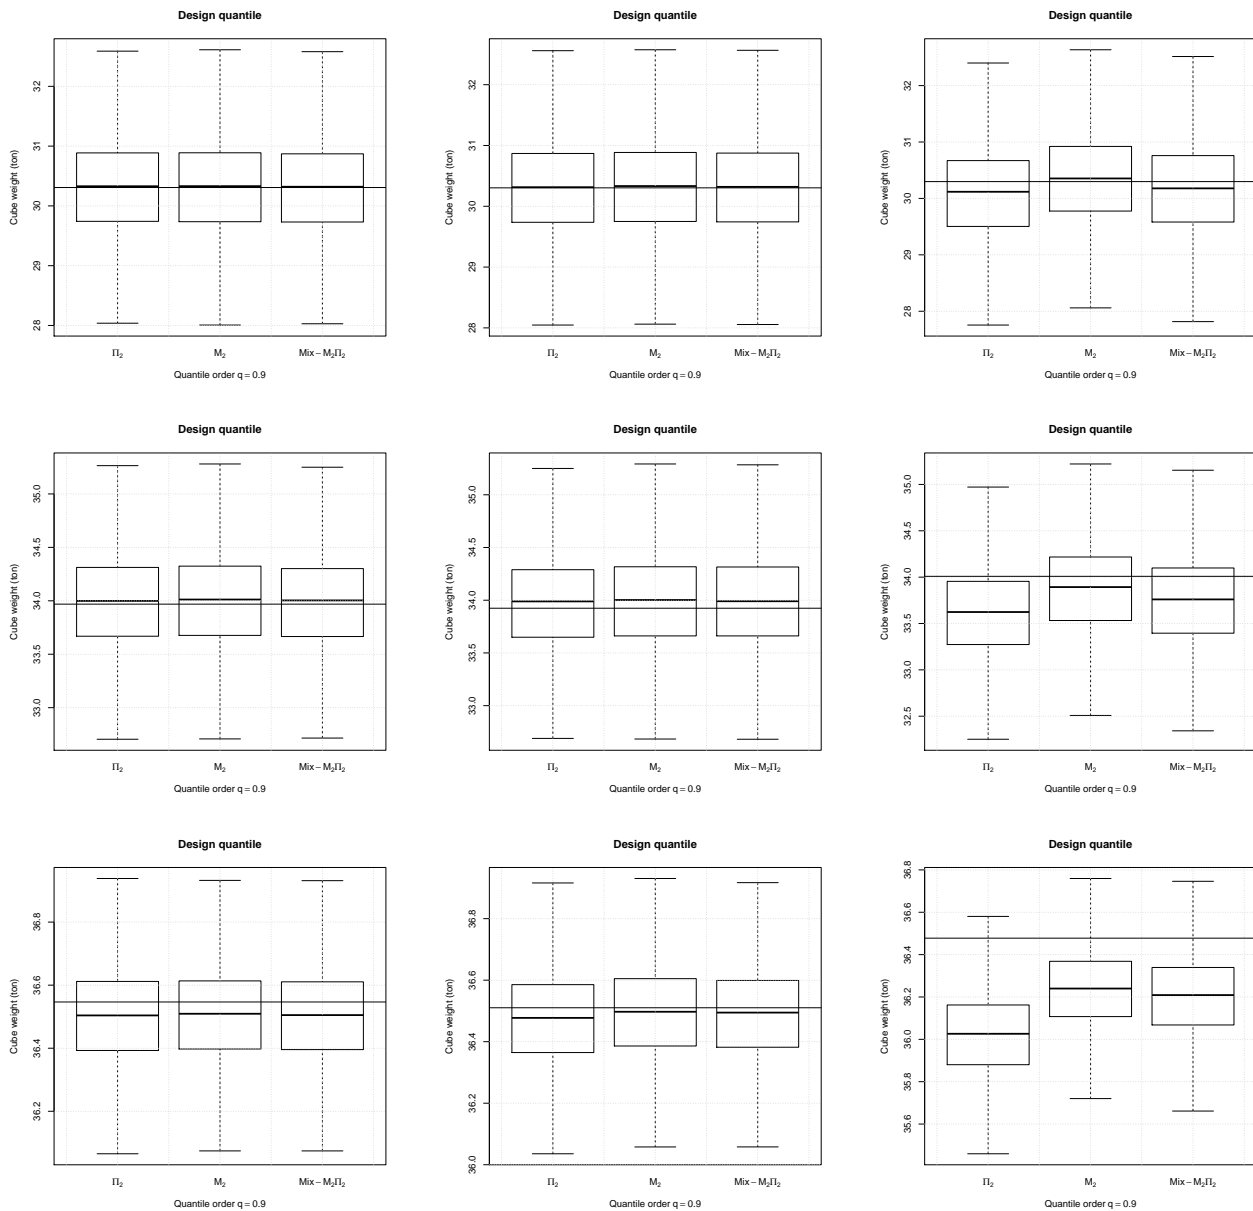 Design quantile
Cube weight (ton)
32
31
30
29
28
Π₂
M₂
Mix − M₂Π₂
Quantile order q = 0.9
Design quantile
Cube weight (ton)
32
31
30
29
28
Π₂
M₂
Mix − M₂Π₂
Quantile order q = 0.9
Design quantile
Cube weight (ton)
32
31
30
29
28
Π₂
M₂
Mix − M₂Π₂
Quantile order q = 0.9
Design quantile
Cube weight (ton)
35.0
34.5
34.0
33.5
33.0
Π₂
M₂
Mix − M₂Π₂
Quantile order q = 0.9
Design quantile
Cube weight (ton)
35.0
34.5
34.0
33.5
33.0
Π₂
M₂
Mix − M₂Π₂
Quantile order q = 0.9
Design quantile
Cube weight (ton)
35.0
34.5
34.0
33.5
33.0
32.5
Π₂
M₂
Mix − M₂Π₂
Quantile order q = 0.9
Design quantile
Cube weight (ton)
36.8
36.6
36.4
36.2
Π₂
M₂
Mix − M₂Π₂
Quantile order q = 0.9
Design quantile
Cube weight (ton)
36.8
36.6
36.4
36.2
36.0
Π₂
M₂
Mix − M₂Π₂
Quantile order q = 0.9
Design quantile
Cube weight (ton)
36.8
36.6
36.4
36.2
36.0
35.8
35.6
Π₂
M₂
Mix − M₂Π₂
Quantile order q = 0.9